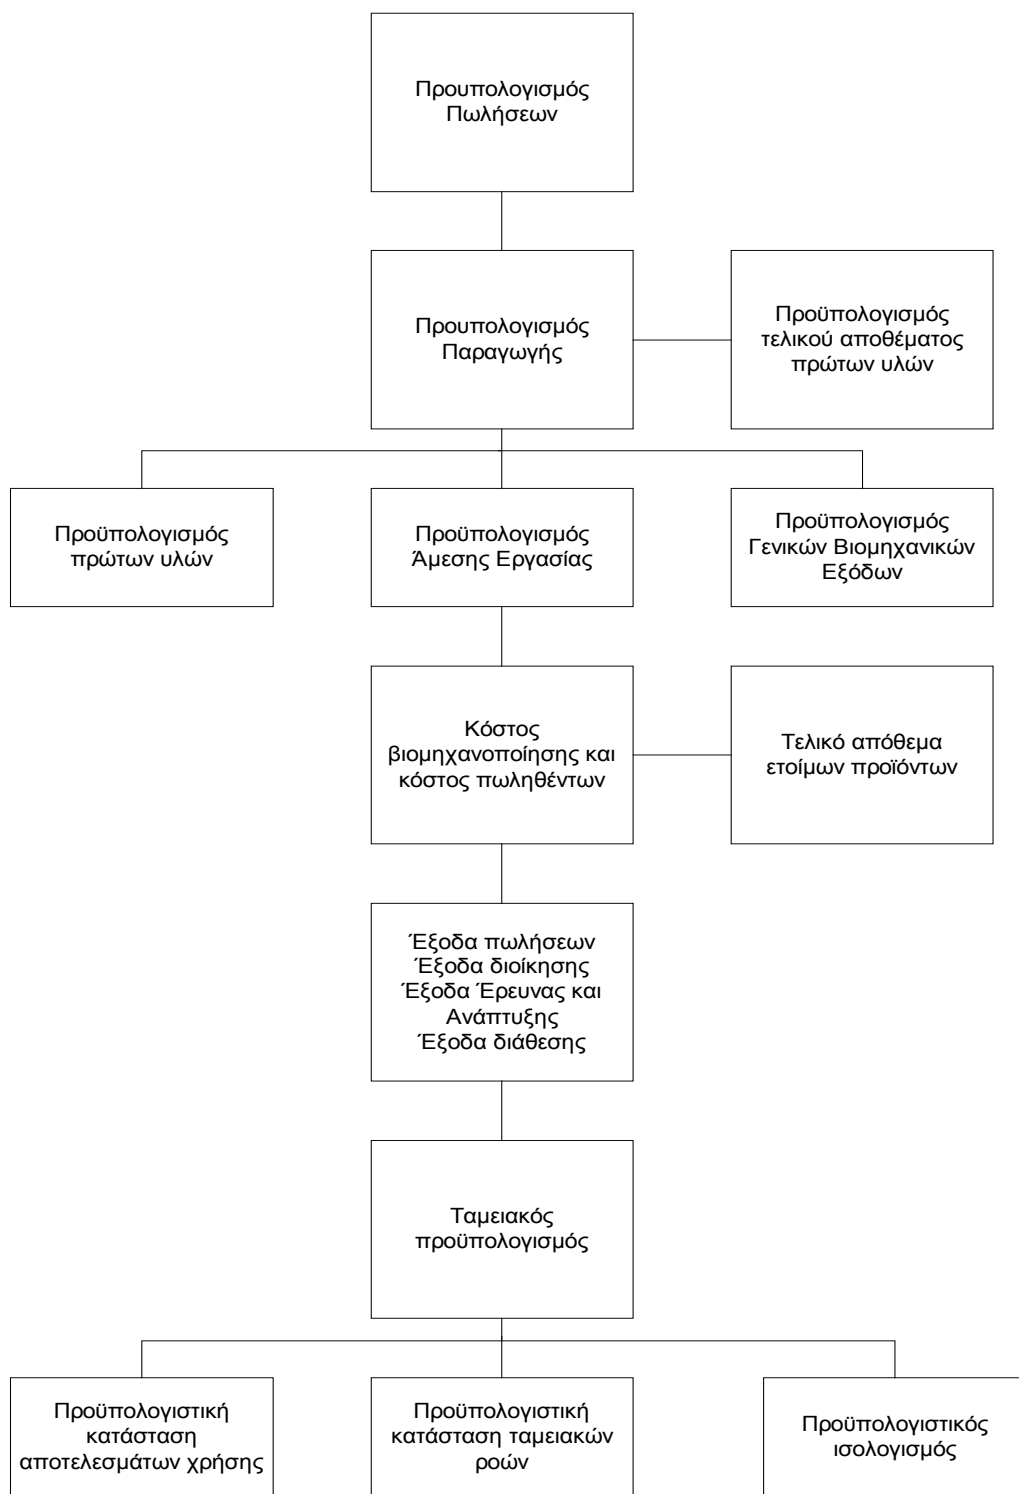 Προυπολογισμός
Πωλήσεων
Προυπολογισμός
Παραγωγής
Προϋπολογισμός
τελικού αποθέματος
πρώτων υλών
Προϋπολογισμός
πρώτων υλών
Προϋπολογισμός
Άμεσης Εργασίας
Προϋπολογισμός
Γενικών Βιομηχανικών
Εξόδων
Κόστος
βιομηχανοποίησης και
κόστος πωληθέντων
Τελικό απόθεμα
ετοίμων προϊόντων
Έξοδα πωλήσεων
Έξοδα διοίκησης
Έξοδα Έρευνας και
Ανάπτυξης
Έξοδα διάθεσης
Ταμειακός
προϋπολογισμός
Προϋπολογιστική
κατάσταση
αποτελεσμάτων χρήσης
Προϋπολογιστική
κατάσταση ταμειακών
ροών
Προϋπολογιστικός
ισολογισμός